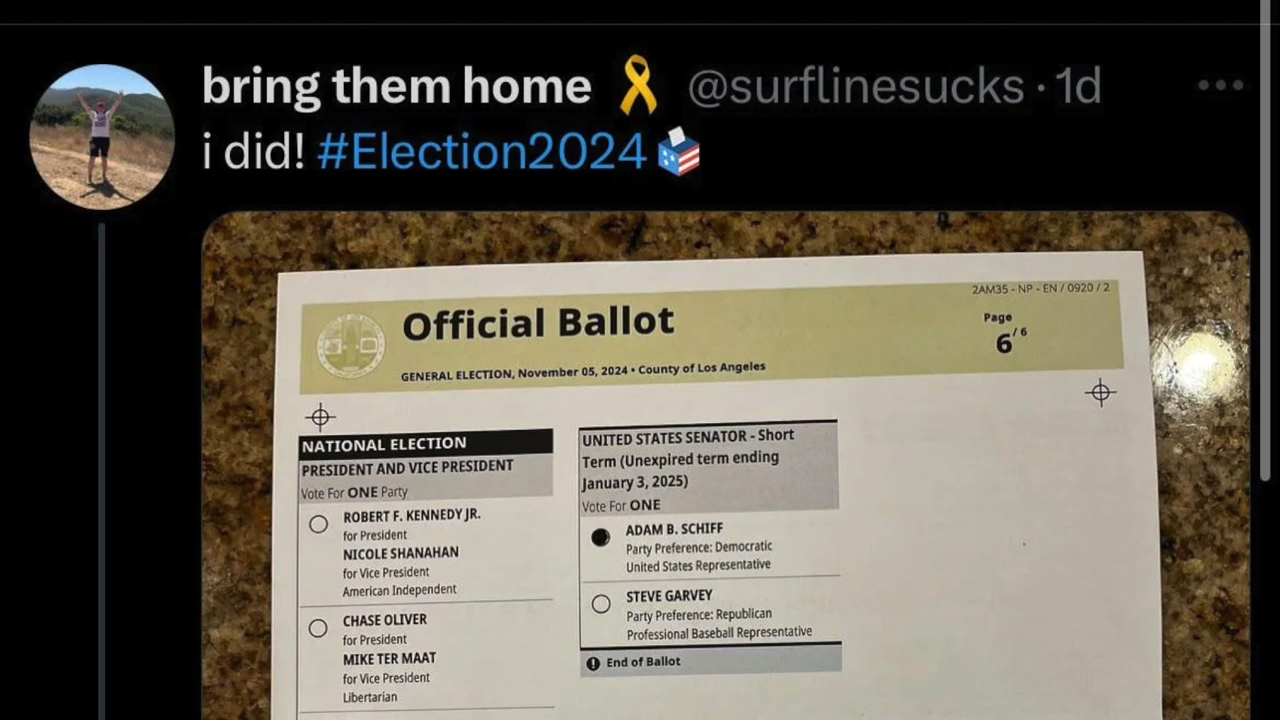 bring them home 🎗️ @surflinesucks · 1d
i did! #Election2024🗳️
2AM35 - NP - EN / 0920 / 2
Official Ballot
Page
6 / 6
GENERAL ELECTION, November 05, 2024 • County of Los Angeles
NATIONAL ELECTION
PRESIDENT AND VICE PRESIDENT
Vote For ONE Party
ROBERT F. KENNEDY JR.
for President
NICOLE SHANAHAN
for Vice President
American Independent
CHASE OLIVER
for President
MIKE TER MAAT
for Vice President
Libertarian
UNITED STATES SENATOR - Short
Term (Unexpired term ending
January 3, 2025)
Vote For ONE
ADAM B. SCHIFF
Party Preference: Democratic
United States Representative
STEVE GARVEY
Party Preference: Republican
Professional Baseball Representative
End of Ballot